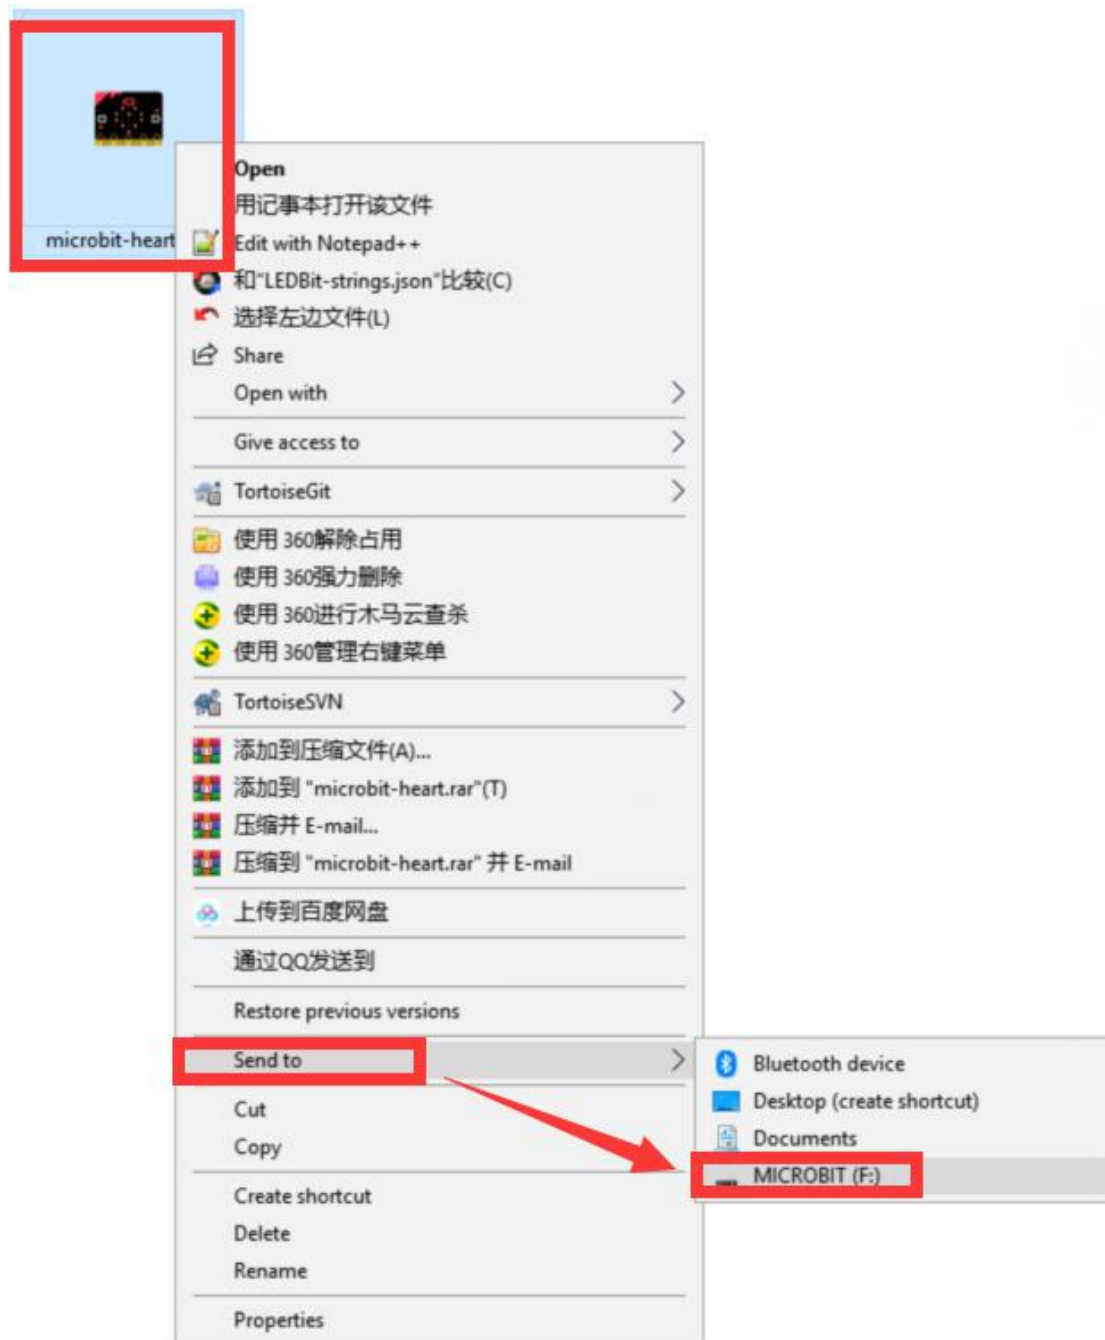 microbit-heart
Open
用记事本打开该文件
Edit with Notepad++
和"LEDBit-strings.json"比较(C)
选择左边文件(L)
Share
Open with
Give access to
TortoiseGit
使用 360解除占用
使用 360强力删除
使用 360进行木马云查杀
使用 360管理右键菜单
TortoiseSVN
添加到压缩文件(A)...
添加到 "microbit-heart.rar"(T)
压缩并 E-mail...
压缩到 "microbit-heart.rar" 并 E-mail
上传到百度网盘
通过QQ发送到
Restore previous versions
Send to
Cut
Copy
Create shortcut
Delete
Rename
Properties
Bluetooth device
Desktop (create shortcut)
Documents
MICROBIT (F:)